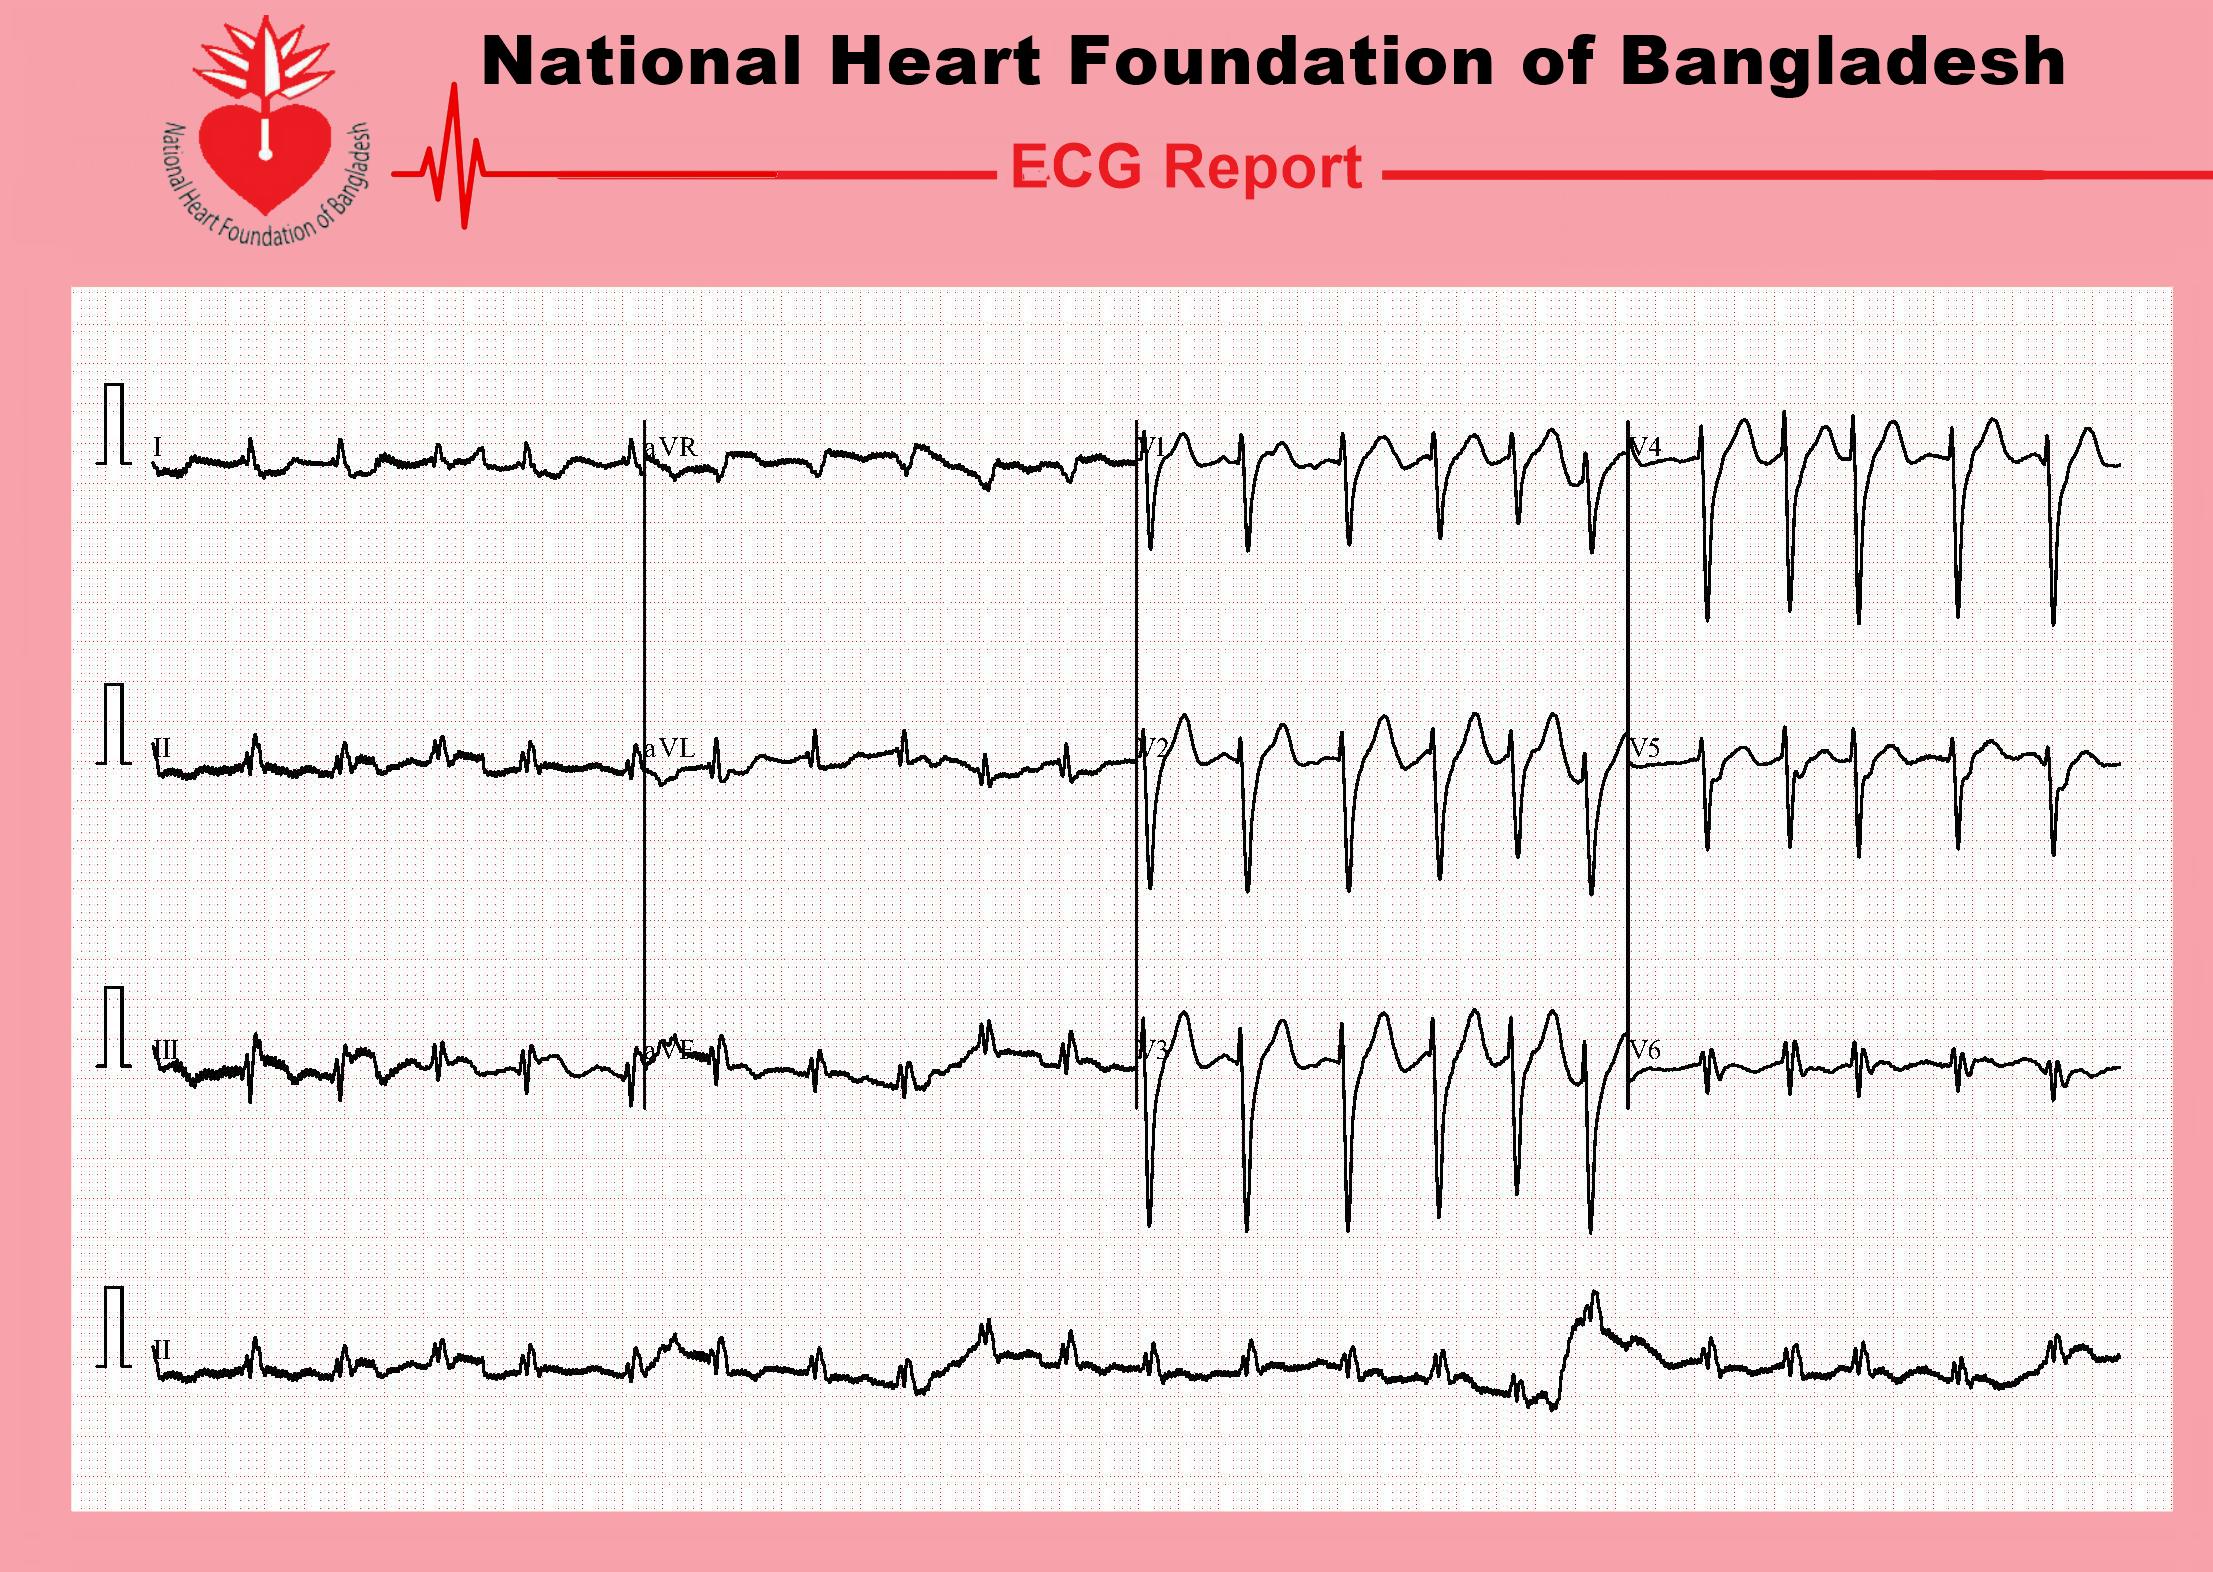 National Heart Foundation of Bangladesh
National Heart Foundation of Bangladesh
ECG Report
I
aVR
V1
V4
II
aVL
V2
V5
III
aVF
V3
V6
II